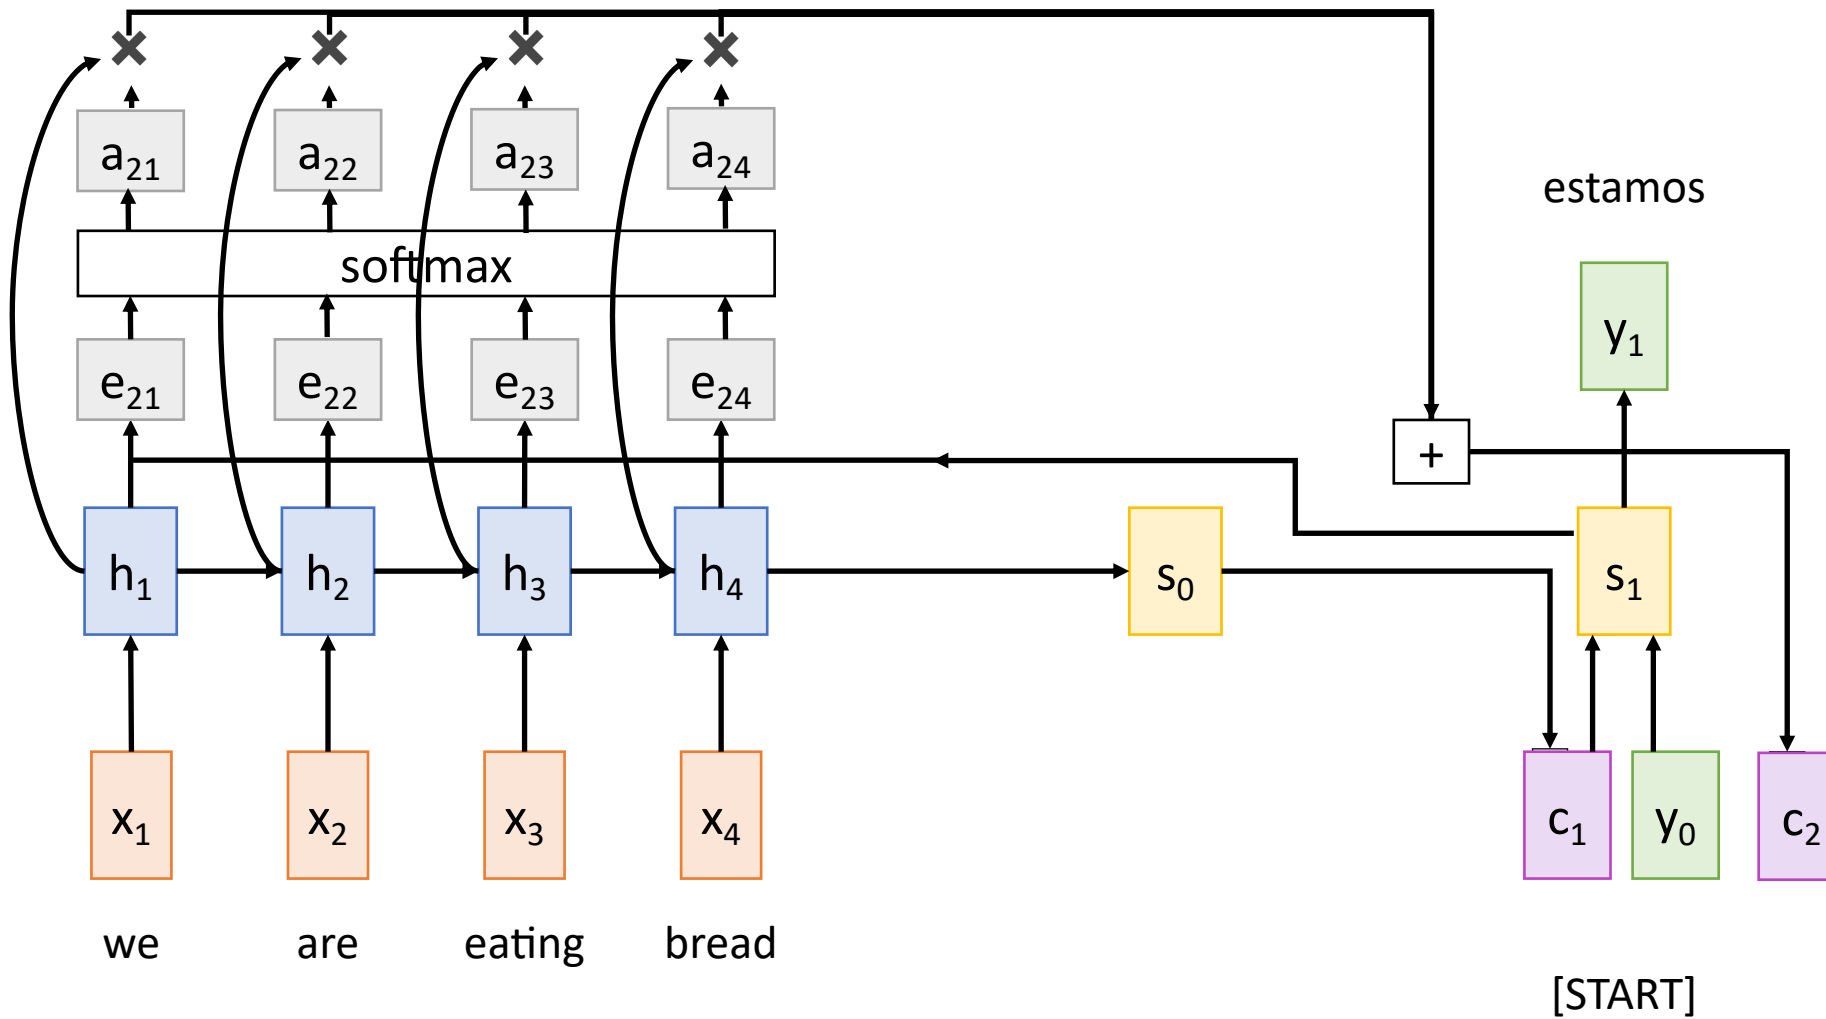 a21 a22 a23 a24
estamos
softmax
y1
e21 e22 e23 e24
+
h1 h2 h3 h4 s0 s1
x1 x2 x3 x4 c1 y0 c2
we are eating bread
[START]